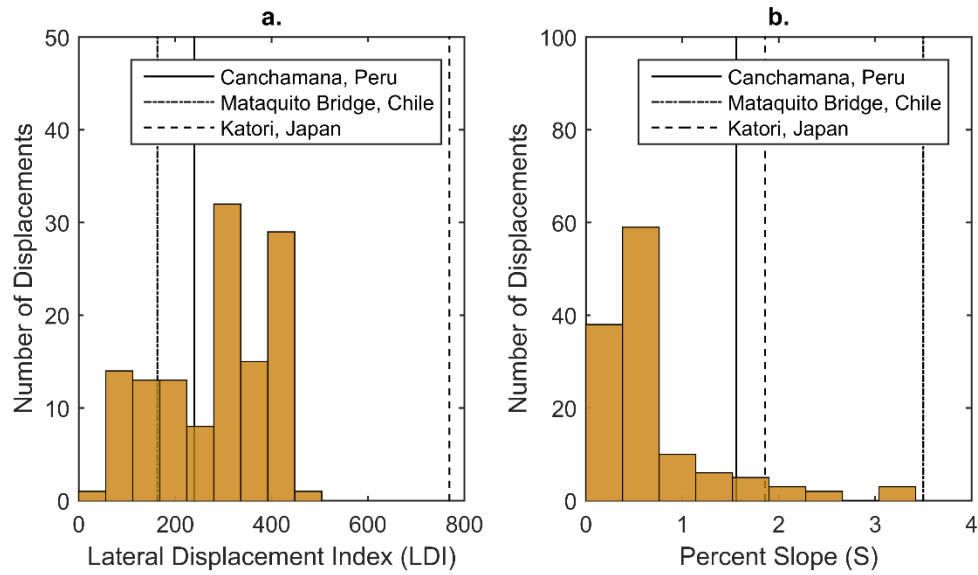 a.
50
40
30
20
10
0
Number of Displacements
Canchamana, Peru
Mataquito Bridge, Chile
Katori, Japan
0 200 400 600 800
Lateral Displacement Index (LDI)
b.
100
80
60
40
20
0
Number of Displacements
Canchamana, Peru
Mataquito Bridge, Chile
Katori, Japan
0 1 2 3 4
Percent Slope (S)